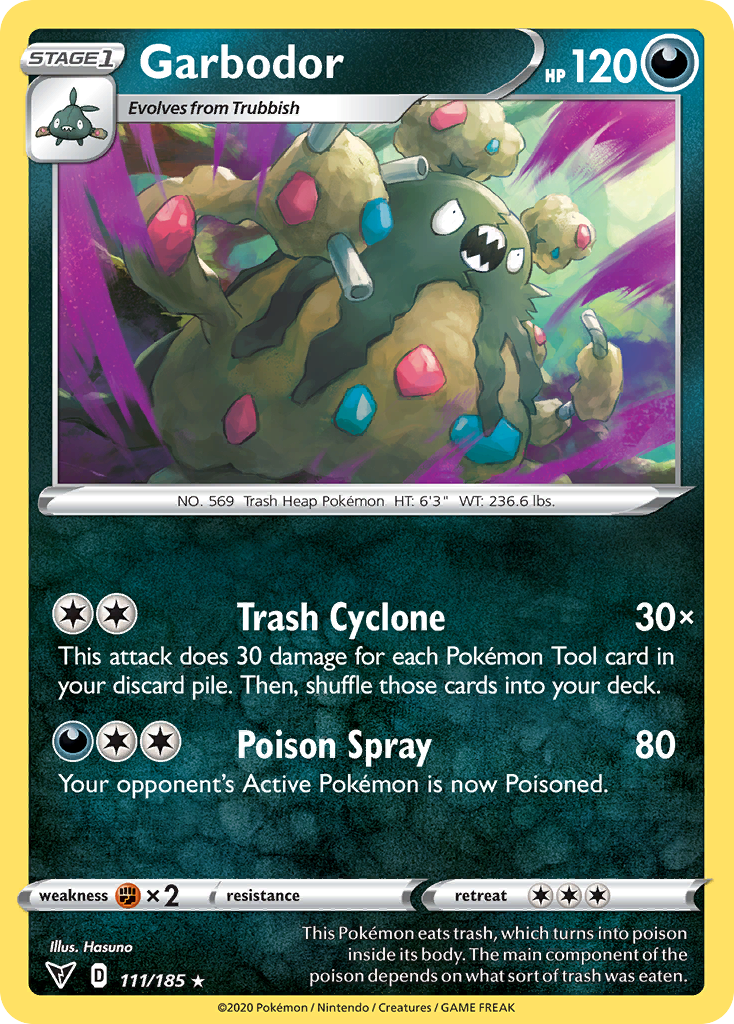 STAGE1
Garbodor
HP 120
Evolves from Trubbish
NO. 569 Trash Heap Pokémon HT: 6'3" WT: 236.6 lbs.
Trash Cyclone 30×
This attack does 30 damage for each Pokémon Tool card in
your discard pile. Then, shuffle those cards into your deck.
Poison Spray 80
Your opponent's Active Pokémon is now Poisoned.
weakness ×2 resistance retreat
Illus. Hasuno
This Pokémon eats trash, which turns into poison
inside its body. The main component of the
poison depends on what sort of trash was eaten.
D 111/185 ★
©2020 Pokémon / Nintendo / Creatures / GAME FREAK